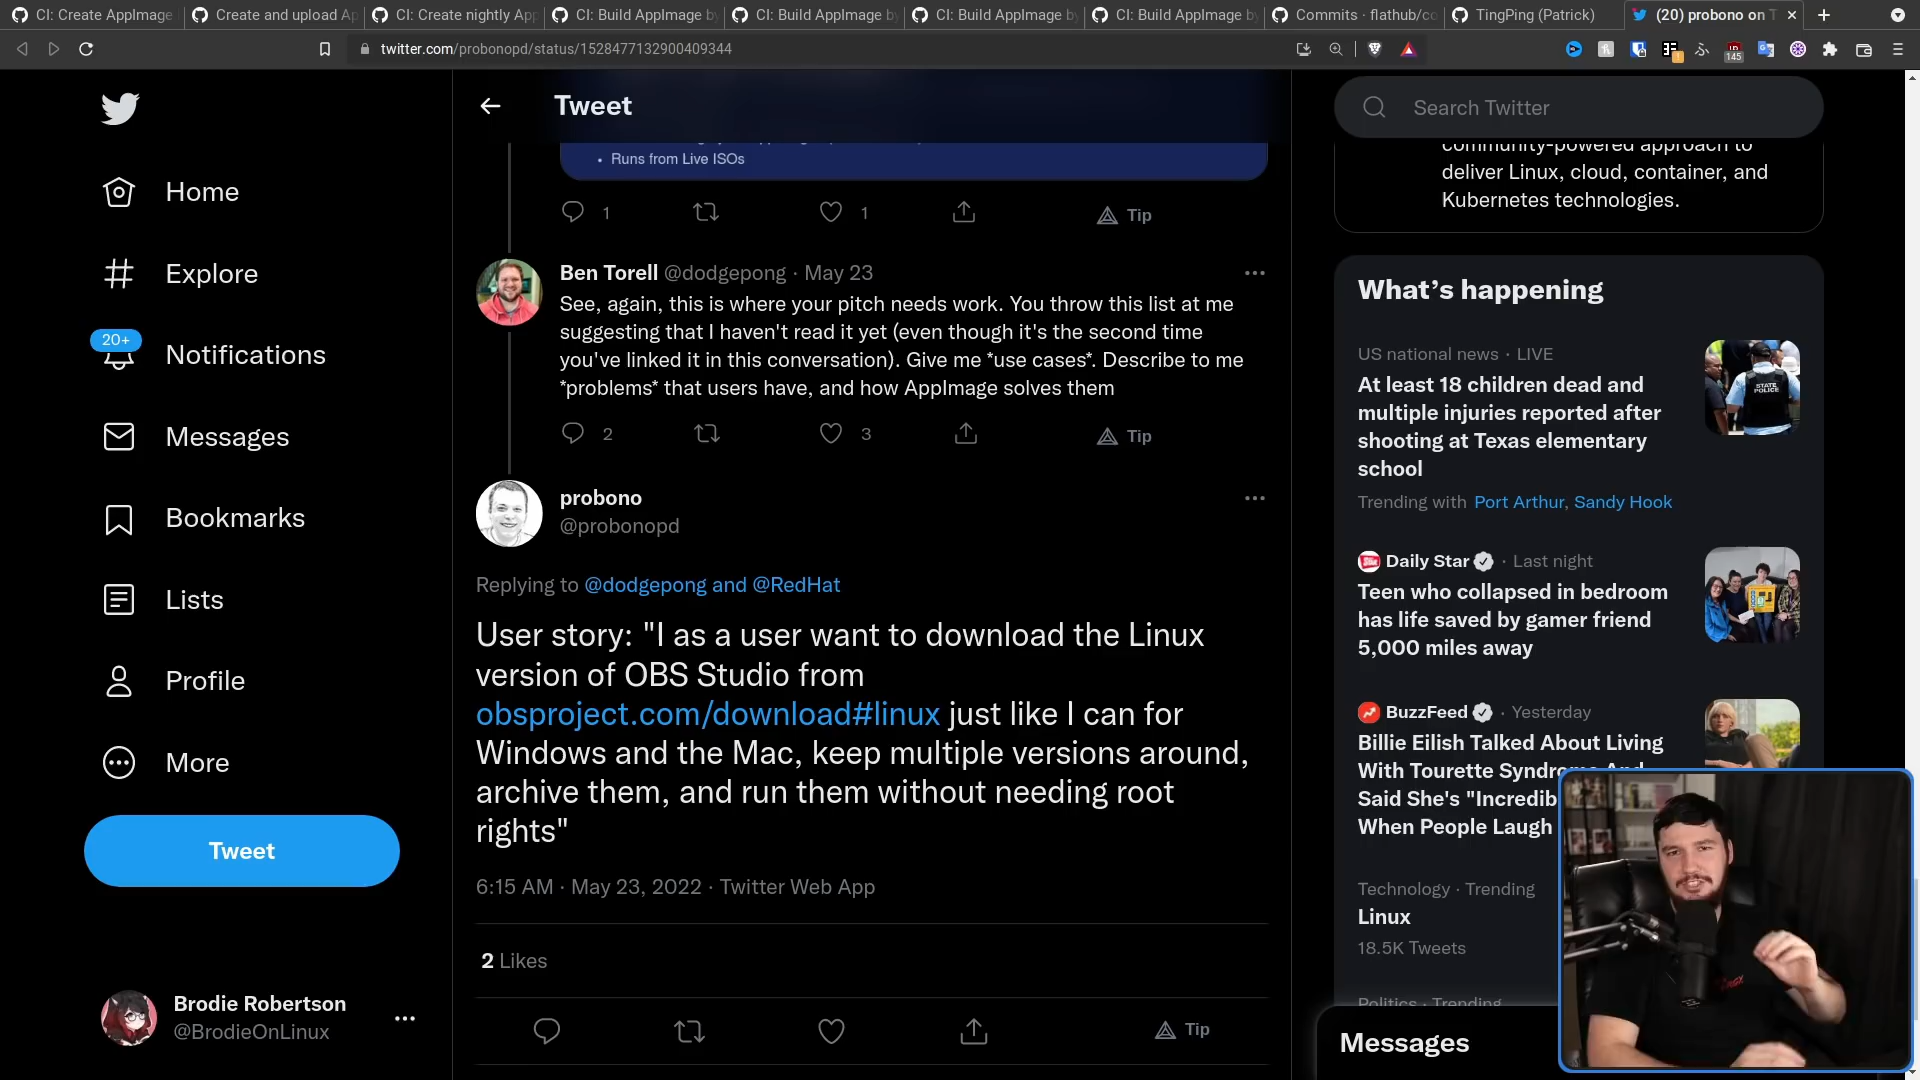 CI: Create AppImage
Create and upload Ap
CI: Create nightly App
CI: Build AppImage by
CI: Build AppImage by
CI: Build AppImage by
CI: Build AppImage by
Commits · flathub/co
TingPing (Patrick)
(20) probono on T
twitter.com/probonopd/status/1528477132900409344
145
1
Home
Explore
20+
Notifications
Messages
Bookmarks
Lists
Profile
More
Tweet
Brodie Robertson
@BrodieOnLinux
Tweet
• Runs from Live ISOs
1
1
Tip
Ben Torell @dodgepong · May 23
See, again, this is where your pitch needs work. You throw this list at me
suggesting that I haven't read it yet (even though it's the second time
you've linked it in this conversation). Give me *use cases*. Describe to me
*problems* that users have, and how AppImage solves them
2
3
Tip
probono
@probonopd
Replying to @dodgepong and @RedHat
User story: "I as a user want to download the Linux
version of OBS Studio from
obsproject.com/download#linux just like I can for
Windows and the Mac, keep multiple versions around,
archive them, and run them without needing root
rights"
6:15 AM · May 23, 2022 · Twitter Web App
2 Likes
Tip
Search Twitter
community-powered approach to
deliver Linux, cloud, container, and
Kubernetes technologies.
What's happening
US national news · LIVE
At least 18 children dead and
multiple injuries reported after
shooting at Texas elementary
school
Trending with Port Arthur, Sandy Hook
STATE
POLICE
Daily Star · Last night
Teen who collapsed in bedroom
has life saved by gamer friend
5,000 miles away
BuzzFeed · Yesterday
Billie Eilish Talked About Living
With Tourette Syndrome And
Said She's "Incredib
When People Laugh
Technology · Trending
Linux
18.5K Tweets
Politics · Trending
Messages